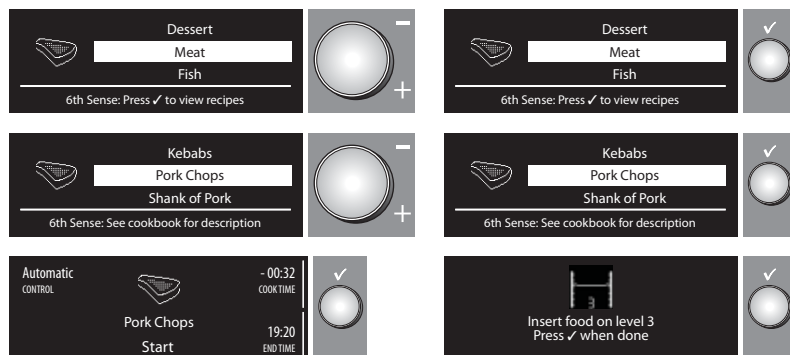 Dessert
Meat
Fish
6th Sense: Press ✓ to view recipes
- +
Dessert
Meat
Fish
6th Sense: Press ✓ to view recipes
✓
Kebabs
Pork Chops
Shank of Pork
6th Sense: See cookbook for description
- +
Kebabs
Pork Chops
Shank of Pork
6th Sense: See cookbook for description
✓
Automatic
CONTROL
- 00:32
COOK TIME
Pork Chops
Start
19:20
END TIME
✓
3
Insert food on level 3
Press ✓ when done
✓